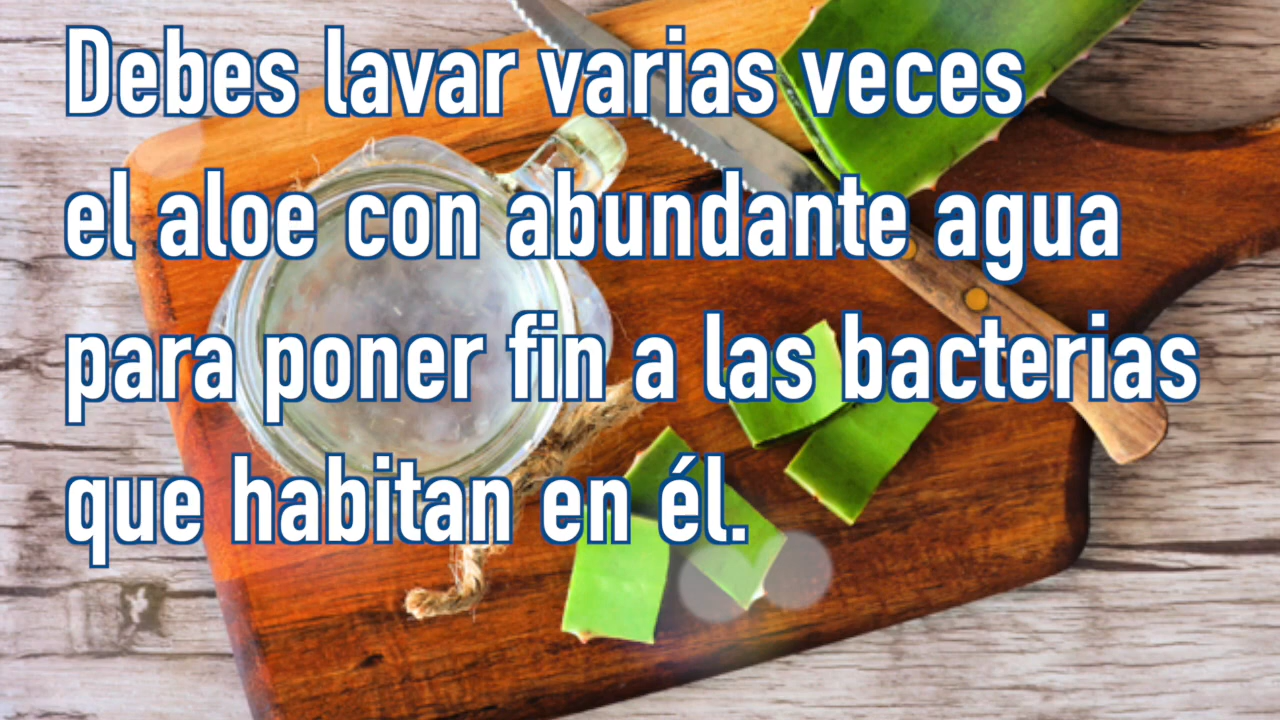 Debes lavar varias veces
el aloe con abundante agua
para poner fin a las bacterias
que habitan en él.